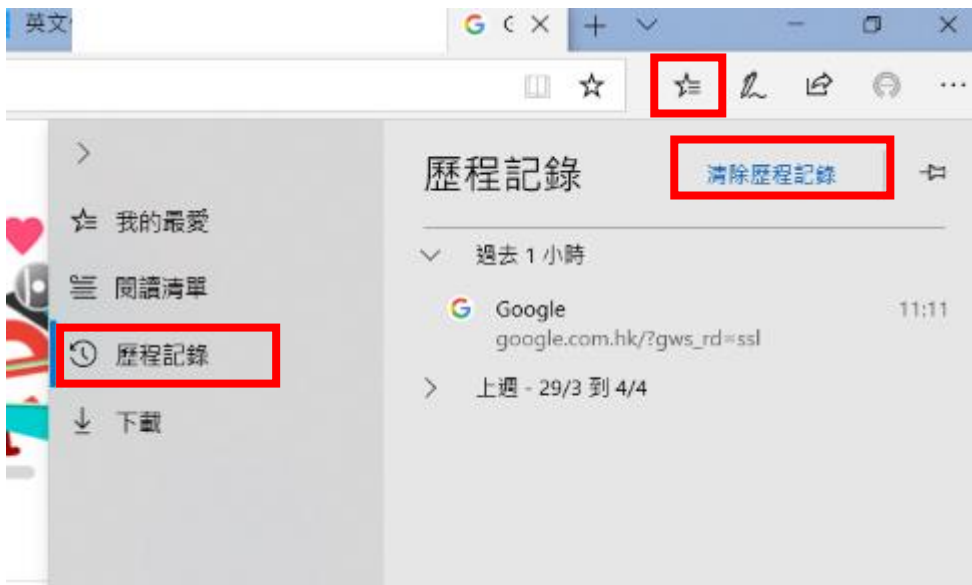 英文
G
歷程記錄
清除歷程記錄
我的最愛
閱讀清單
歷程記錄
下載
過去 1 小時
Google
11:11
google.com.hk/?gws_rd=ssl
上週 - 29/3 到 4/4